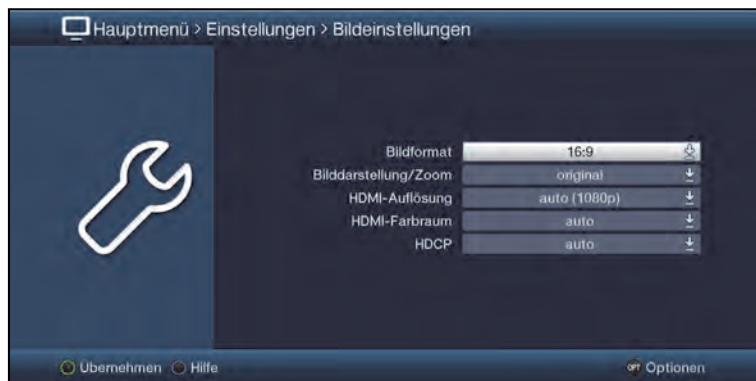 Hauptmenü > Einstellungen > Bildeinstellungen
Bildformat 16:9
Bilddarstellung/Zoom original
HDMI-Auflösung auto (1080p)
HDMI-Farbraum auto
HDCP auto
Übernehmen Hilfe OPT Optionen